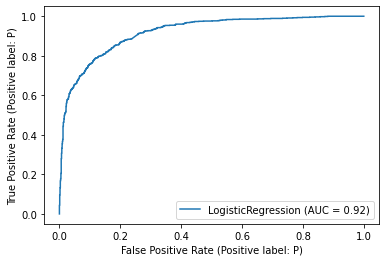 1.0
0.8
0.6
0.4
0.2
0.0
True Positive Rate (Positive label: P)
LogisticRegression (AUC = 0.92)
0.0 0.2 0.4 0.6 0.8 1.0
False Positive Rate (Positive label: P)